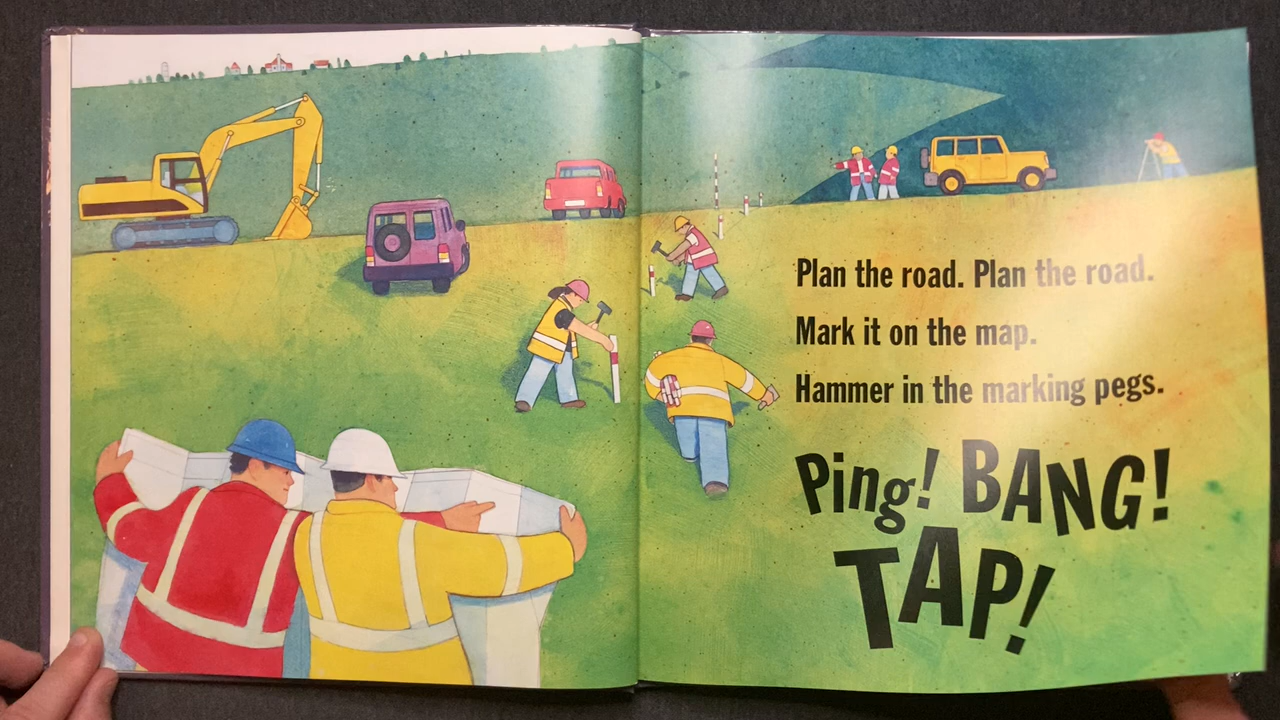 Plan the road. Plan the road.
Mark it on the map.
Hammer in the marking pegs.
Ping! BANG!
TAP!